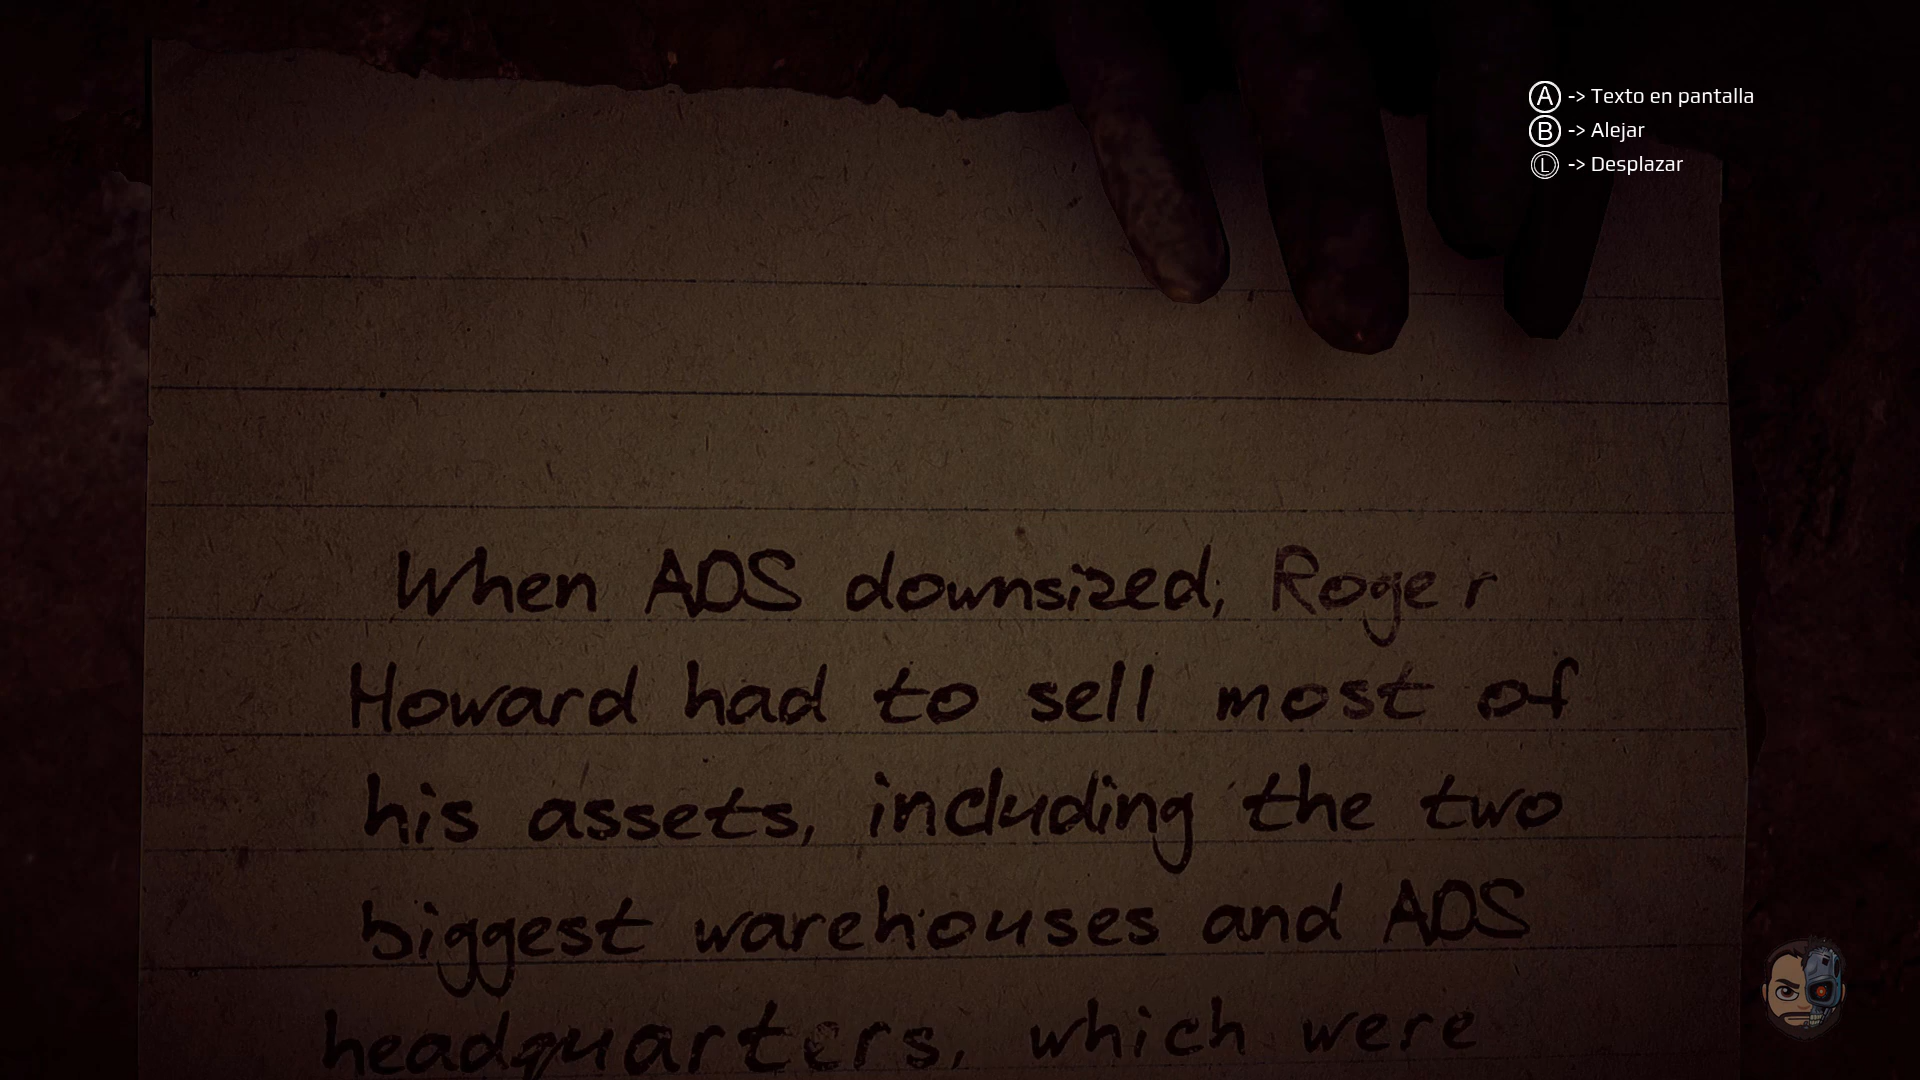 A -> Texto en pantalla
B -> Alejar
L -> Desplazar
When ADS downsized, Roger
Howard had to sell most of
his assets, including the two
biggest warehouses and ADS
headquarters, which were